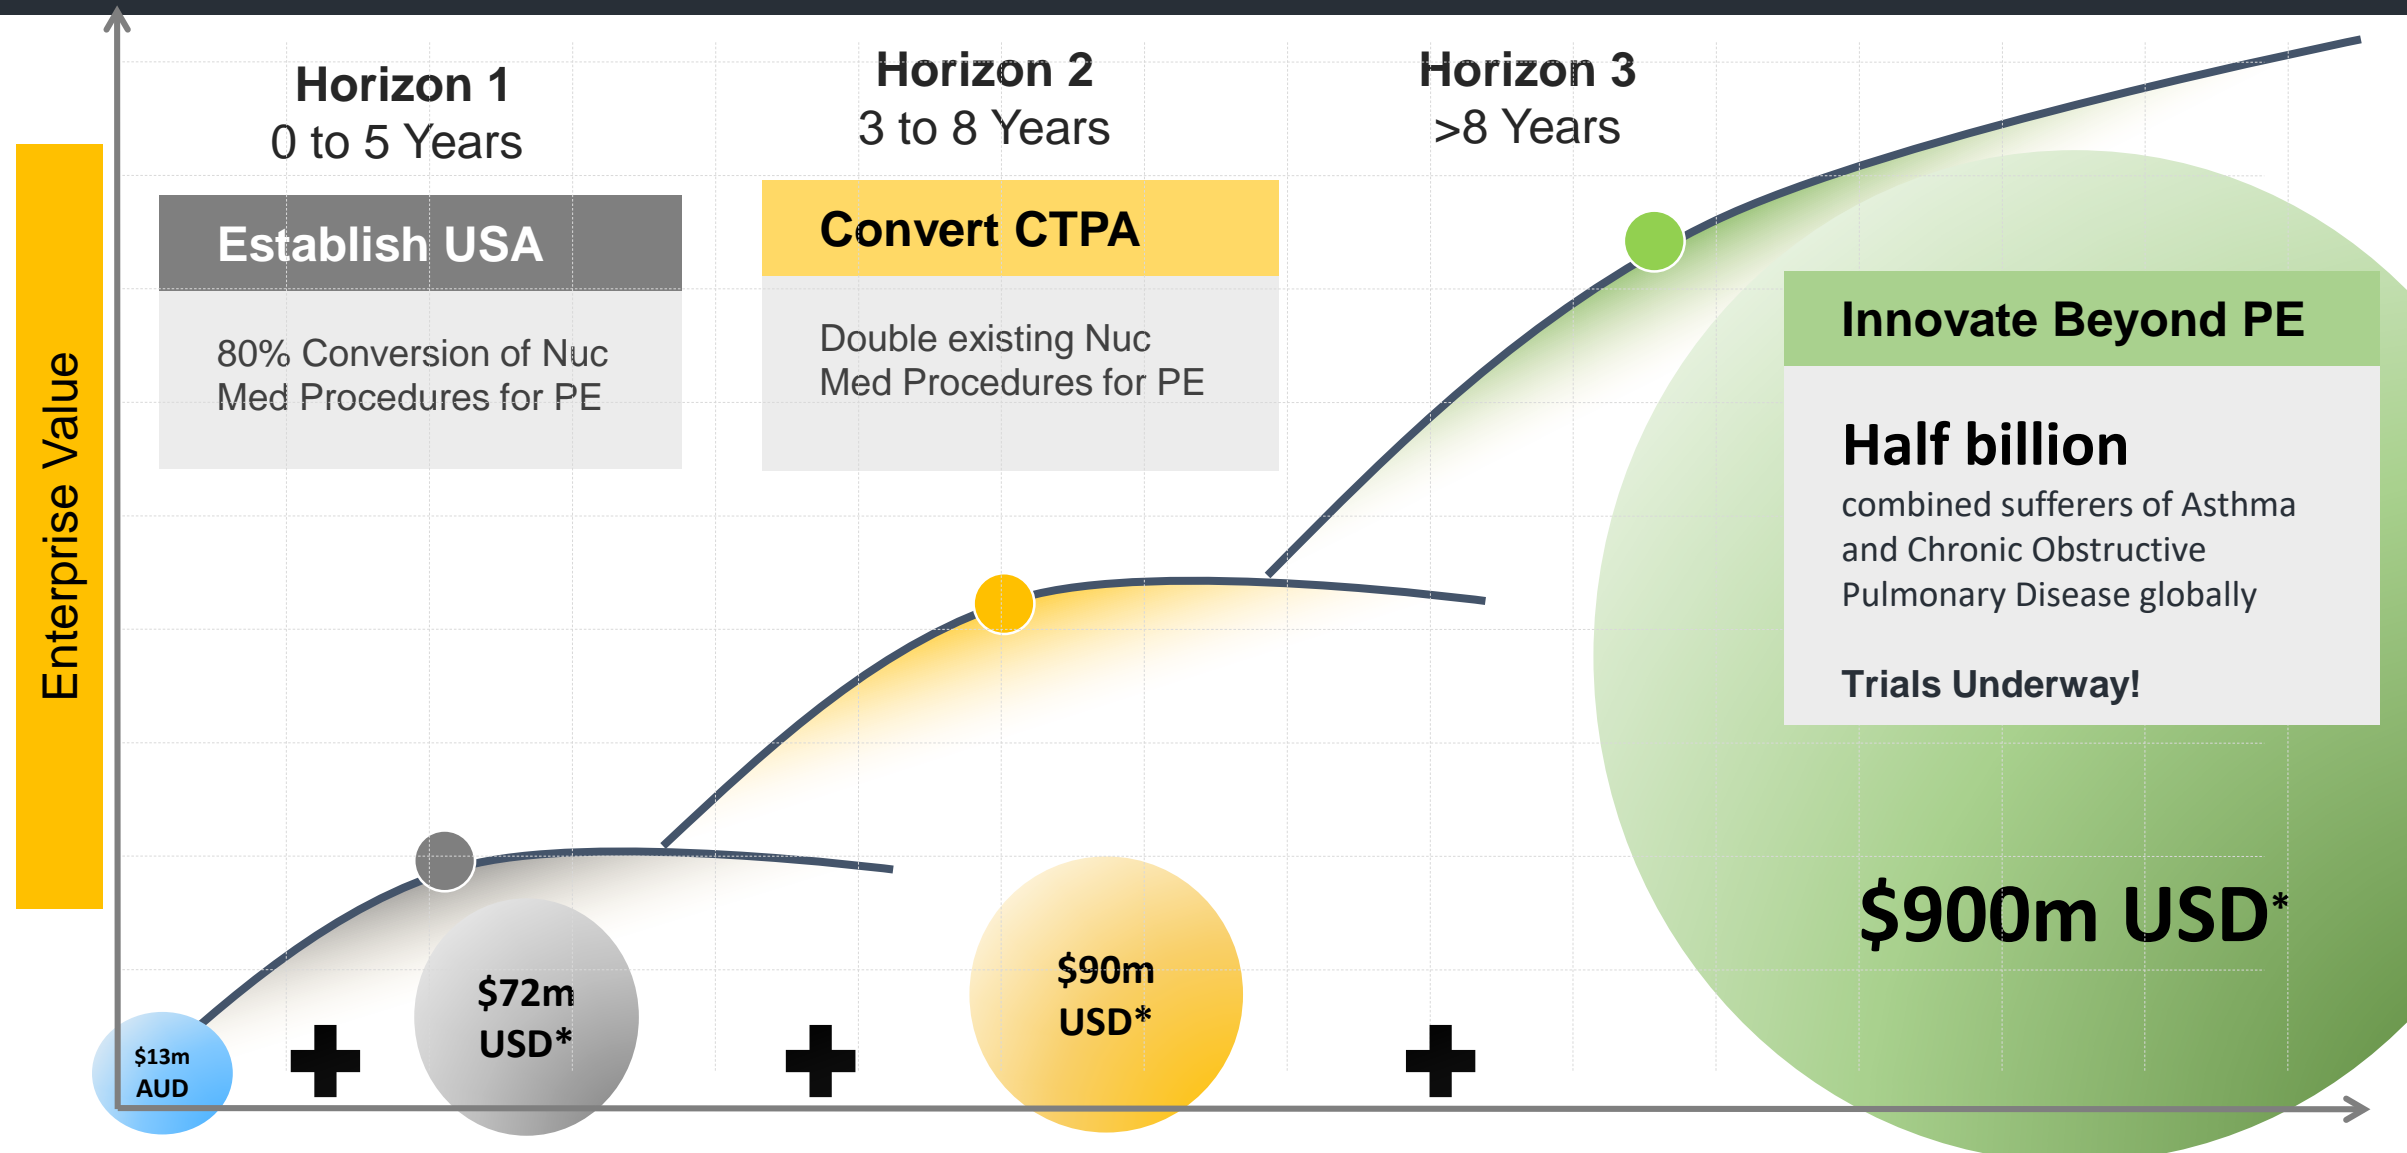 Enterprise Value
Horizon 1
0 to 5 Years
Establish USA
80% Conversion of Nuc
Med Procedures for PE
Horizon 2
3 to 8 Years
Convert CTPA
Double existing Nuc
Med Procedures for PE
Horizon 3
>8 Years
Innovate Beyond PE
Half billion
combined sufferers of Asthma
and Chronic Obstructive
Pulmonary Disease globally
Trials Underway!
$13m
AUD
$72m
USD*
$90m
USD*
$900m USD*